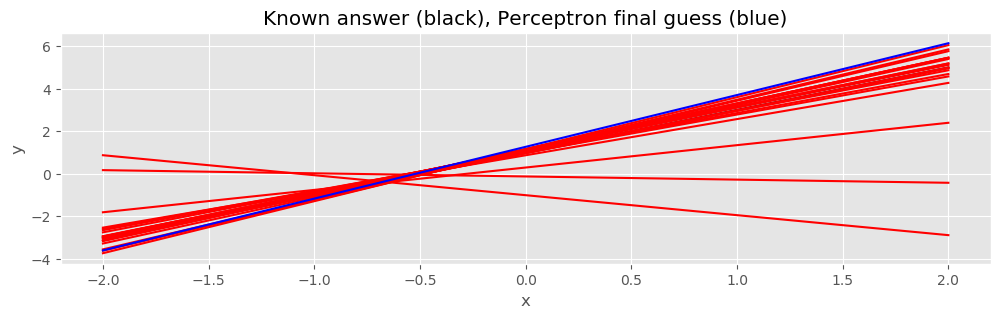 Known answer (black), Perceptron final guess (blue)
6
4
2
0
−2
−4
y
−2.0 −1.5 −1.0 −0.5 0.0 0.5 1.0 1.5 2.0
x